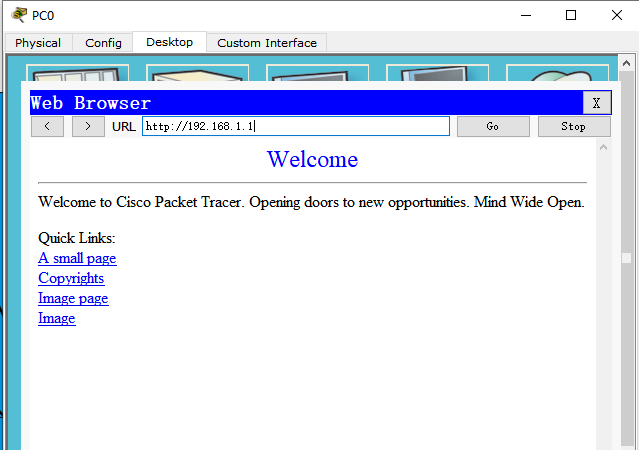 PC0
Physical Config Desktop Custom Interface
Web Browser X
< > URL http://192.168.1.1 Go Stop
Welcome
Welcome to Cisco Packet Tracer. Opening doors to new opportunities. Mind Wide Open.
Quick Links:
A small page
Copyrights
Image page
Image